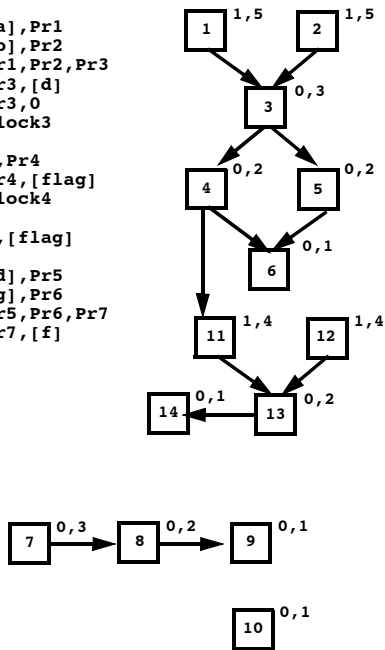 a],Pr1
o],Pr2
r1,Pr2,Pr3
r3,[d]
r3,0
lock3
,Pr4
r4,[flag]
lock4
,[flag]
d],Pr5
g],Pr6
r5,Pr6,Pr7
r7,[f]
1 1,5 2 1,5
3 0,3
4 0,2 5 0,2
6 0,1
11 1,4 12 1,4
14 0,1 13 0,2
7 0,3 8 0,2 9 0,1
10 0,1